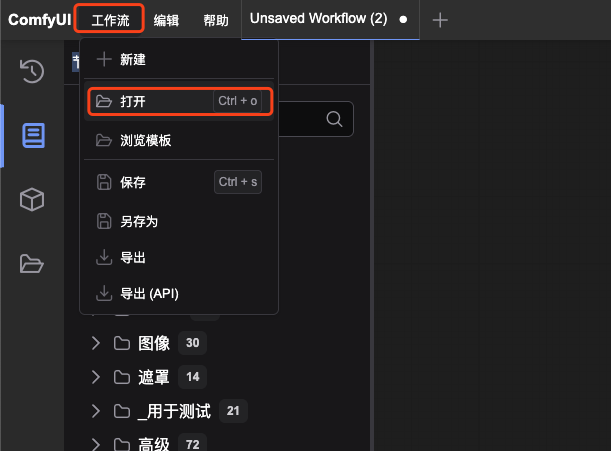 ComfyUI 工作流 编辑 帮助 Unsaved Workflow (2)
新建
打开 Ctrl + o
浏览模板
保存 Ctrl + s
另存为
导出
导出 (API)
图像 30
遮罩 14
_用于测试 21
高级 72